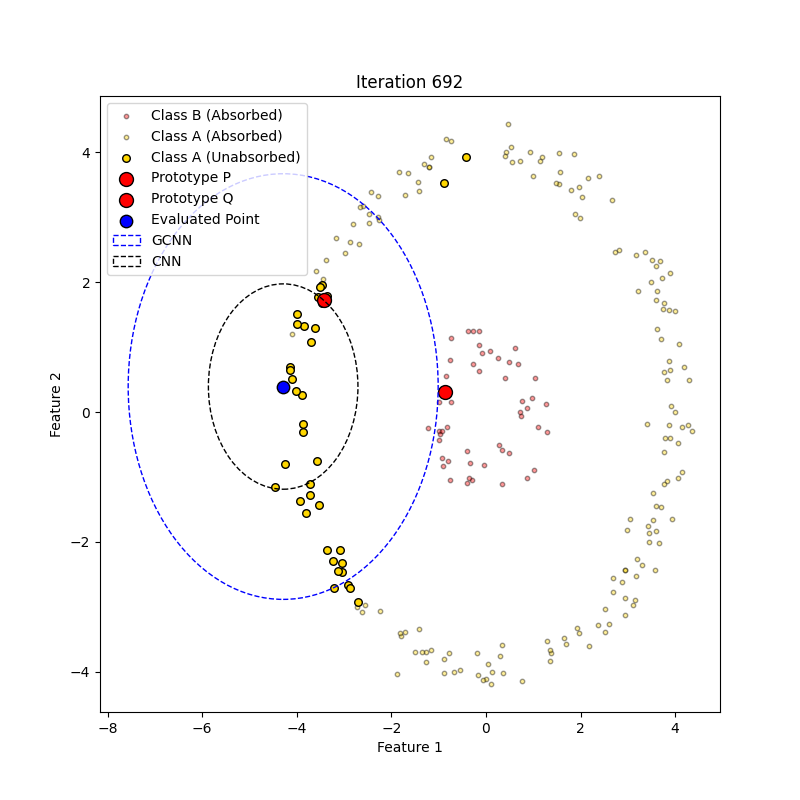 Iteration 692
Class B (Absorbed)
Class A (Absorbed)
Class A (Unabsorbed)
Prototype P
Prototype Q
Evaluated Point
GCNN
CNN
4
2
0
−2
−4
Feature 2
−8
−6
−4
−2
0
2
4
Feature 1